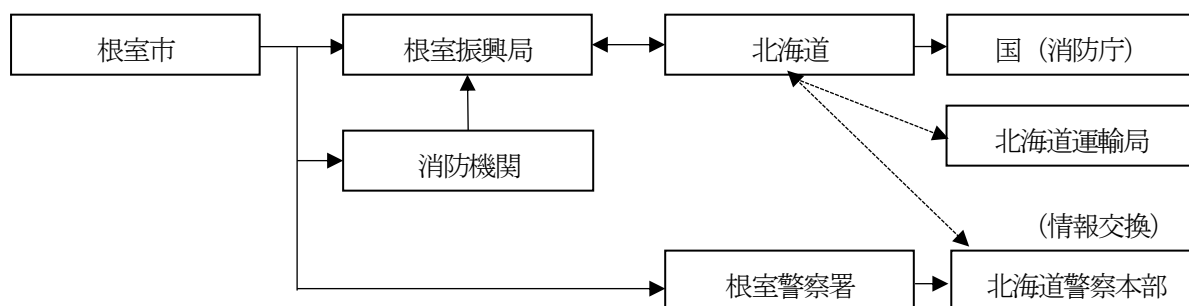 根室市
根室振興局
北海道
国（消防庁）
消防機関
北海道運輸局
（情報交換）
根室警察署
北海道警察本部